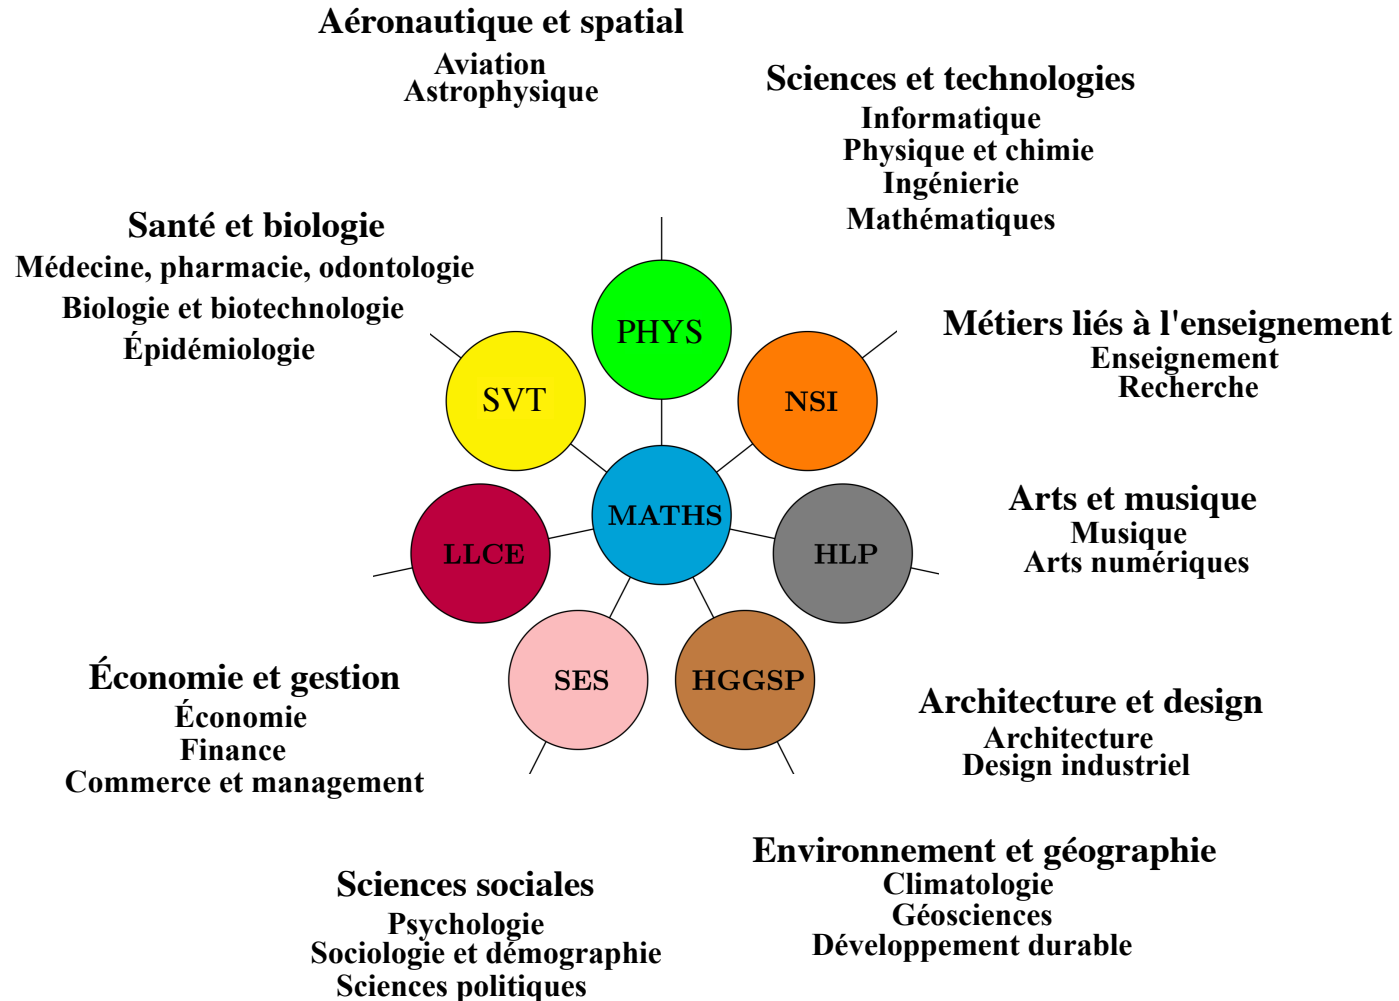 Aéronautique et spatial
Aviation
Astrophysique
Sciences et technologies
Informatique
Physique et chimie
Ingénierie
Mathématiques
Santé et biologie
Médecine, pharmacie, odontologie
Biologie et biotechnologie
Épidémiologie
Métiers liés à l'enseignement
Enseignement
Recherche
PHYS
SVT
NSI
MATHS
LLCE
HLP
SES
HGGSP
Arts et musique
Musique
Arts numériques
Économie et gestion
Économie
Finance
Commerce et management
Architecture et design
Architecture
Design industriel
Sciences sociales
Psychologie
Sociologie et démographie
Sciences politiques
Environnement et géographie
Climatologie
Géosciences
Développement durable